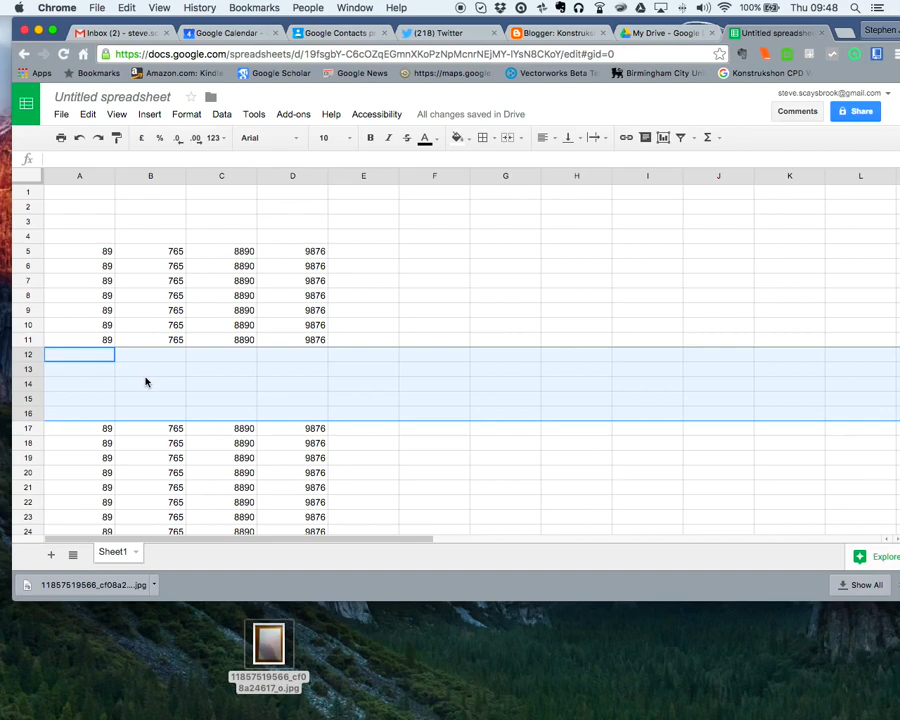 Chrome File Edit View History Bookmarks People Window Help 100% Thu 09:48
Inbox (2) - steve.sc Google Calendar - Google Contacts pr (218) Twitter Blogger: Konstruks My Drive - Google Untitled spreadshe Stephen
https://docs.google.com/spreadsheets/d/19fsgbY-C6cOZqEGmnXKoPzNpMcnrNEjMY-lYsN8CKoY/edit#gid=0
Apps Bookmarks Amazon.com: Kindle Google Scholar Google News https://maps.google. Vectorworks Beta Te Birmingham City Uni Konstrukshon CPD V
Untitled spreadsheet
steve.scaysbrook@gmail.com
File Edit View Insert Format Data Tools Add-ons Help Accessibility All changes saved in Drive Comments Share
£ % .0 .00 123 Arial 10 B I S A Σ
fx
A B C D E F G H I J K L
1
2
3
4
5 89 765 8890 9876
6 89 765 8890 9876
7 89 765 8890 9876
8 89 765 8890 9876
9 89 765 8890 9876
10 89 765 8890 9876
11 89 765 8890 9876
12
13
14
15
16
17 89 765 8890 9876
18 89 765 8890 9876
19 89 765 8890 9876
20 89 765 8890 9876
21 89 765 8890 9876
22 89 765 8890 9876
23 89 765 8890 9876
24 89 765 8890 9876
+ Sheet1 Explore
11857519566_cf08a2....jpg Show All
11857519566_cf0
8a24617_o.jpg